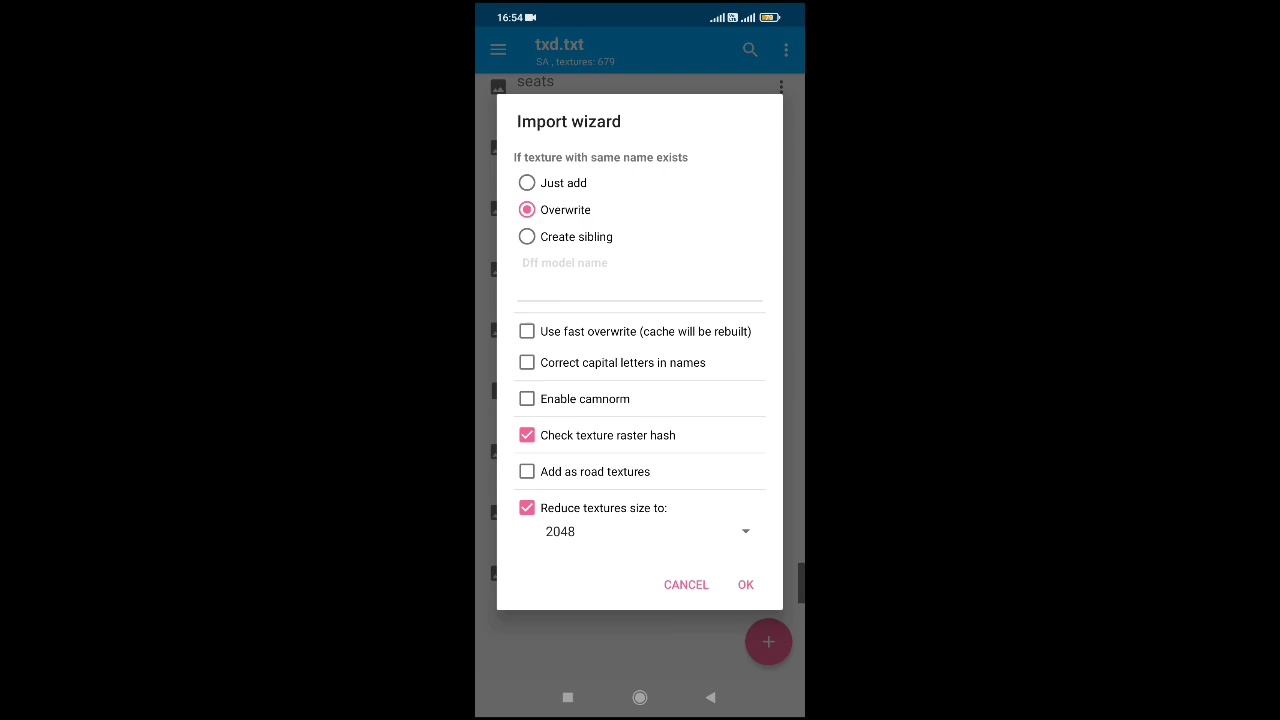 16:54
txd.txt
SA , textures: 679
seats
Import wizard
If texture with same name exists
Just add
Overwrite
Create sibling
Dff model name
Use fast overwrite (cache will be rebuilt)
Correct capital letters in names
Enable camnorm
Check texture raster hash
Add as road textures
Reduce textures size to:
2048
CANCEL OK